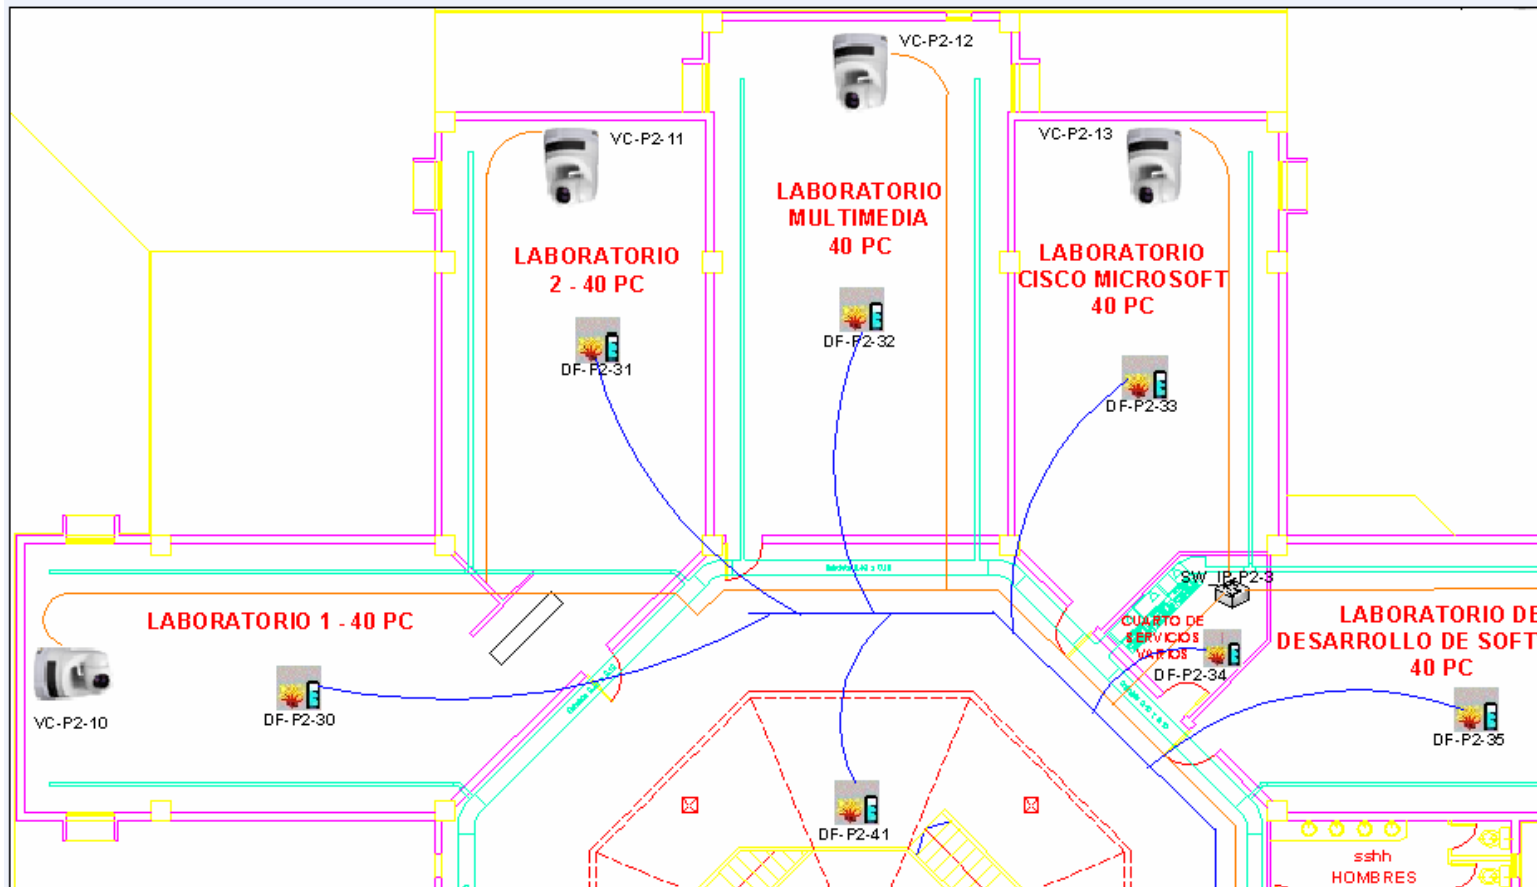 VC-P2-12
VC-P2-11
VC-P2-13
LABORATORIO
MULTIMEDIA
40 PC
LABORATORIO
2 - 40 PC
LABORATORIO
CISCO MICROSOFT
40 PC
DF-P2-32
DF-P2-31
DF-P2-33
SW_IP-P2-3
LABORATORIO 1 - 40 PC
CUARTO DE
SERVICIOS
VARIOS
LABORATORIO DE
DESARROLLO DE SOFT
40 PC
DF-P2-34
VC-P2-10
DF-P2-30
DF-P2-35
DF-P2-41
sshh
HOMBRES